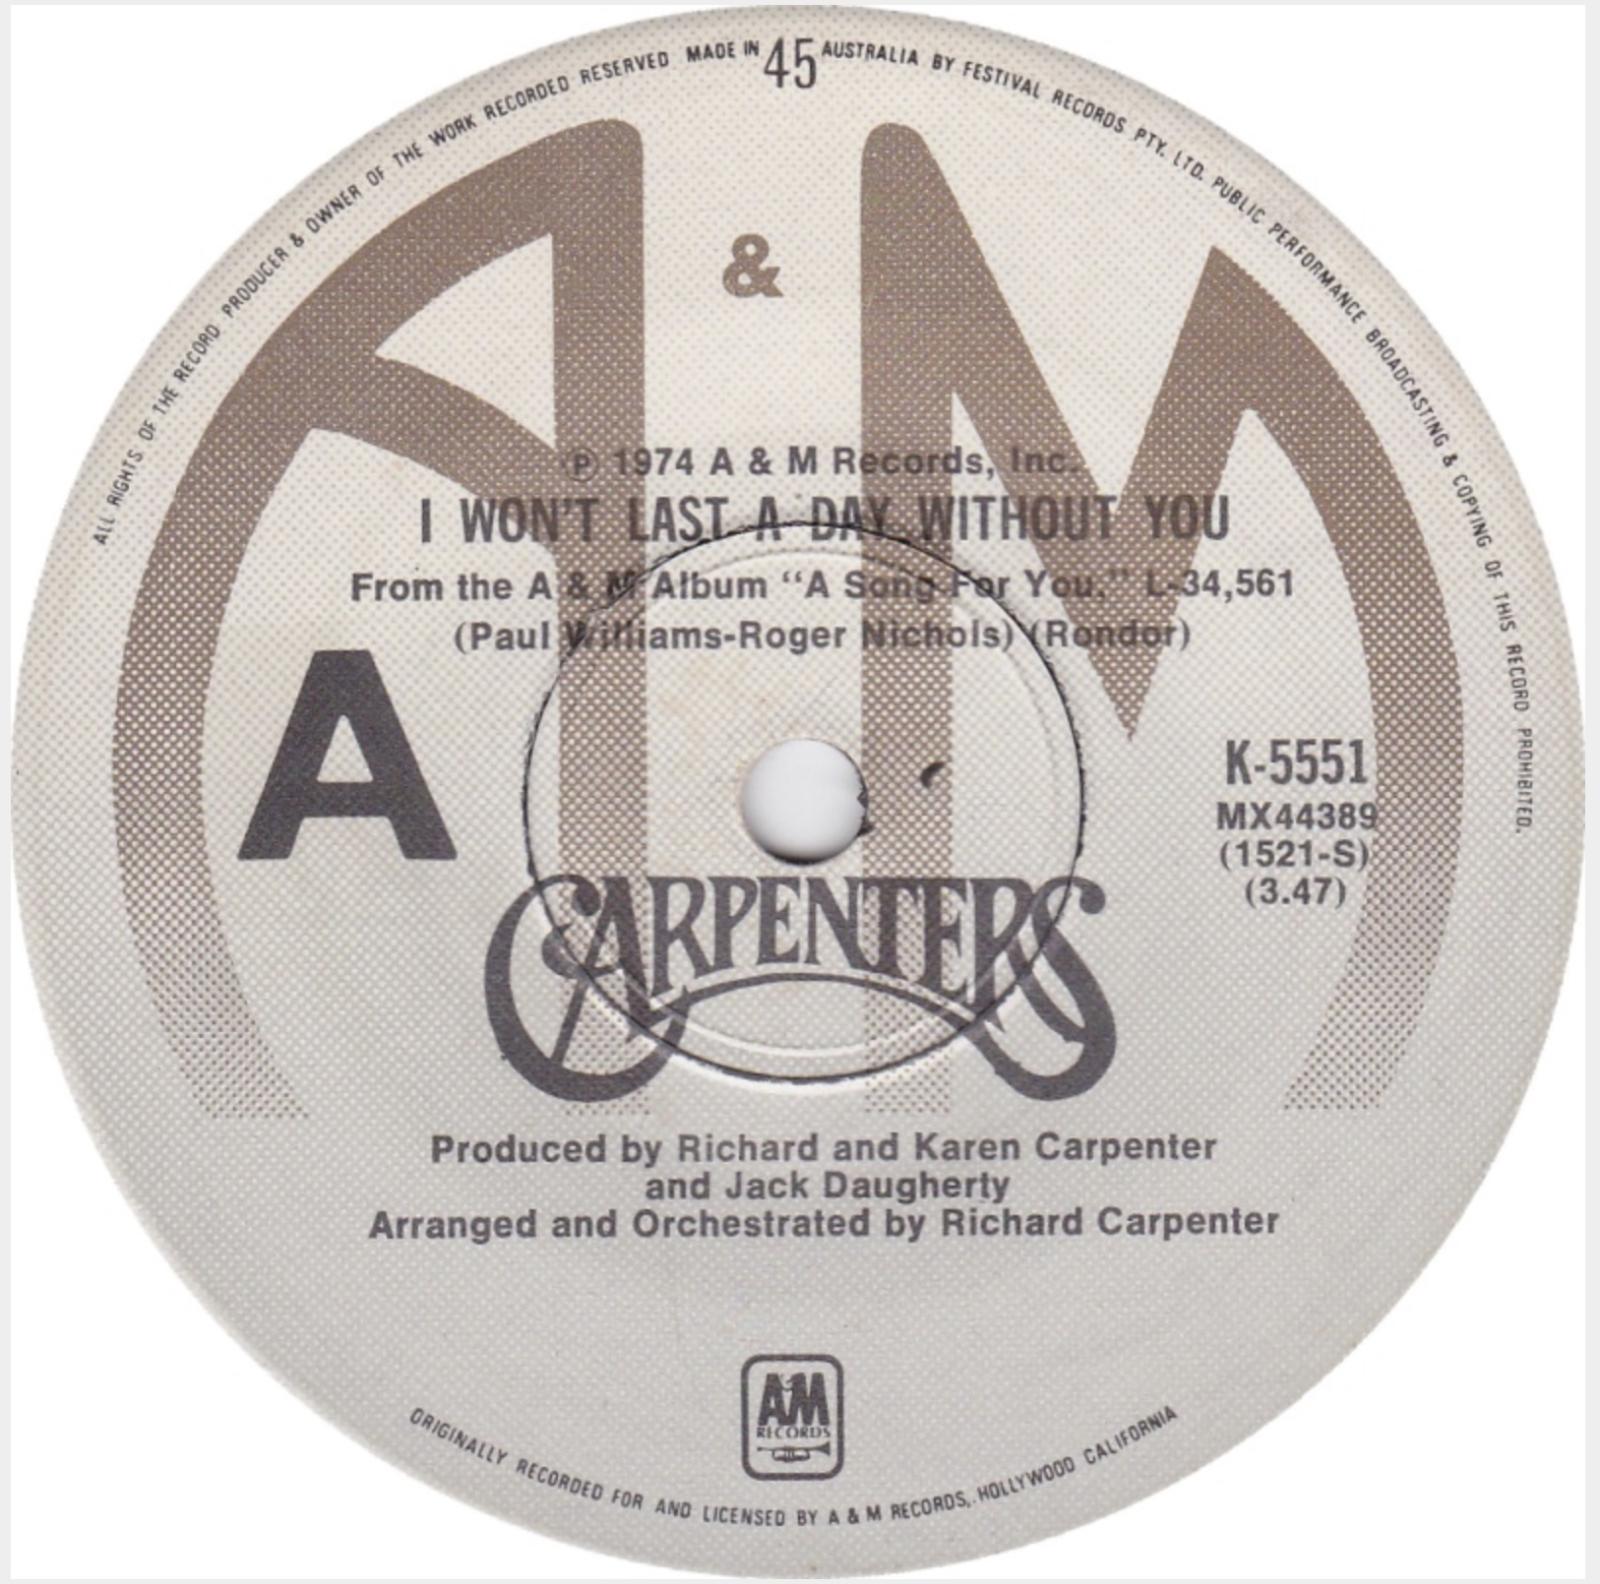 ALL RIGHTS OF THE RECORD PRODUCER & OWNER OF THE WORK RECORDED RESERVED MADE IN 45 AUSTRALIA BY FESTIVAL RECORDS PTY. LTD. PUBLIC PERFORMANCE BROADCASTING & COPYING OF THIS RECORD PROHIBITED.
A & M
℗ 1974 A & M Records, Inc.
I WON'T LAST A DAY WITHOUT YOU
From the A & M Album “A Song For You,” L-34,561
(Paul Williams-Roger Nichols) (Rondor)
A
K-5551
MX44389
(1521-S)
(3.47)
CARPENTERS
Produced by Richard and Karen Carpenter
and Jack Daugherty
Arranged and Orchestrated by Richard Carpenter
A&M
RECORDS
ORIGINALLY RECORDED FOR AND LICENSED BY A & M RECORDS, HOLLYWOOD CALIFORNIA